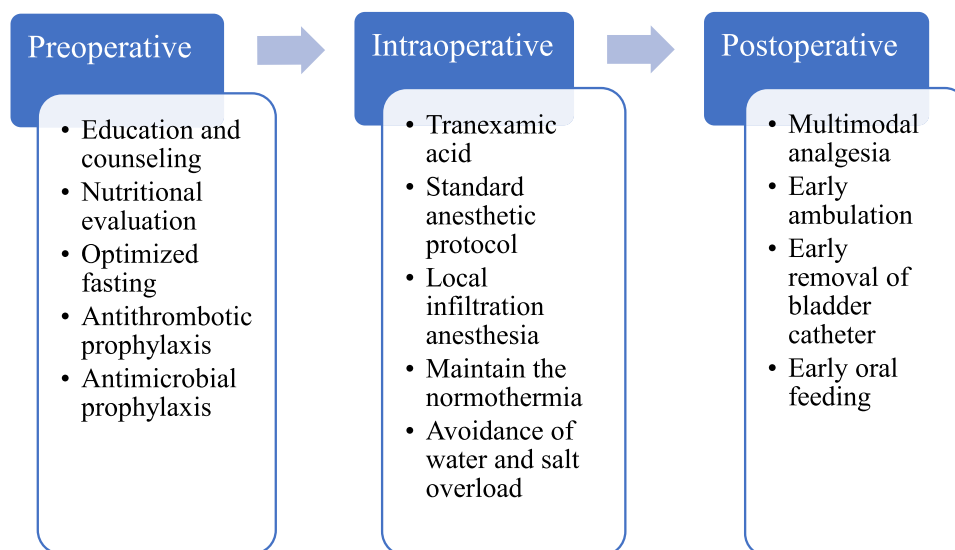 Preoperative
• Education and
counseling
• Nutritional
evaluation
• Optimized
fasting
• Antithrombotic
prophylaxis
• Antimicrobial
prophylaxis
Intraoperative
• Tranexamic
acid
• Standard
anesthetic
protocol
• Local
infiltration
anesthesia
• Maintain the
normothermia
• Avoidance of
water and salt
overload
Postoperative
• Multimodal
analgesia
• Early
ambulation
• Early
removal of
bladder
catheter
• Early oral
feeding